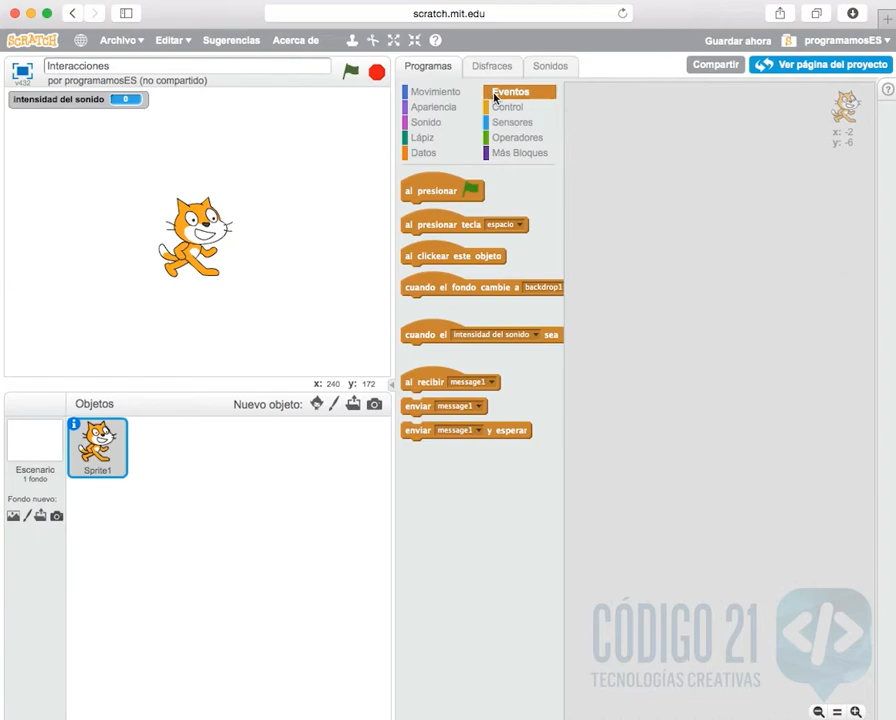 scratch.mit.edu
SCRATCH Archivo▼ Editar▼ Sugerencias Acerca de Guardar ahora programamosES▼
v432 Interacciones
por programamosES (no compartido)
Programas Disfraces Sonidos Compartir Ver página del proyecto
intensidad del sonido 0
Movimiento Eventos
Apariencia Control
Sonido Sensores
Lápiz Operadores
Datos Más Bloques
x: -2
y: -6
al presionar
al presionar tecla espacio
al clickear este objeto
cuando el fondo cambie a backdrop1
cuando el intensidad del sonido sea
al recibir message1
enviar message1
enviar message1 y esperar
x: 240 y: 172
Objetos Nuevo objeto:
Sprite1
Escenario
1 fondo
Fondo nuevo:
CÓDIGO 21
TECNOLOGÍAS CREATIVAS